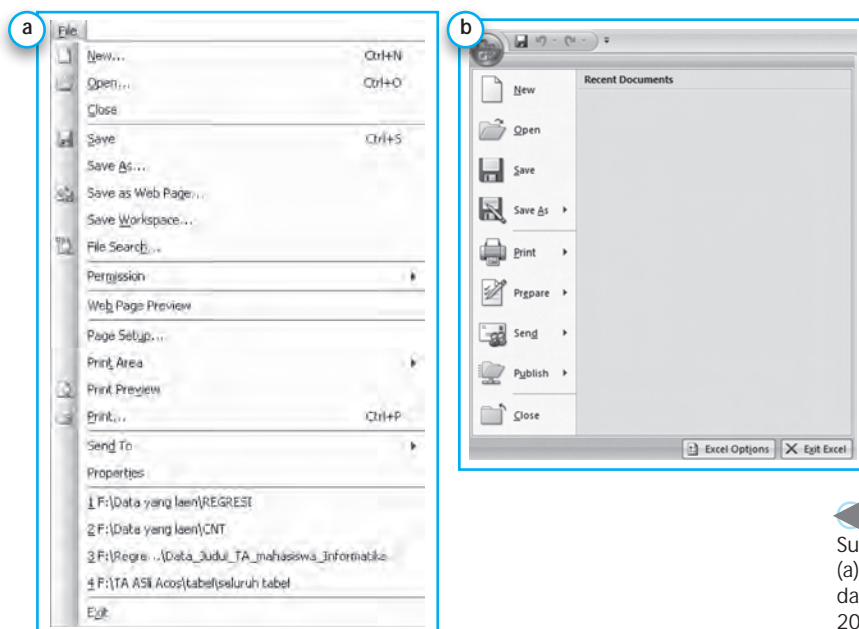 a
File
New... Ctrl+N
Open... Ctrl+O
Close
Save Ctrl+S
Save As...
Save as Web Page...
Save Workspace...
File Search...
Permission
Web Page Preview
Page Setup...
Print Area
Print Preview
Print... Ctrl+P
Send To
Properties
1 F:\Data yang laen\REGRESI
2 F:\Data yang laen\CNT
3 F:\Regre...\Data_Judul_TA_mahasiswa_Informatika
4 F:\TA ASli Acos\tabel\seluruh tabel
Exit
b
Recent Documents
New
Open
Save
Save As
Print
Prepare
Send
Publish
Close
Excel Options
Exit Excel
Su
(a)
da
20